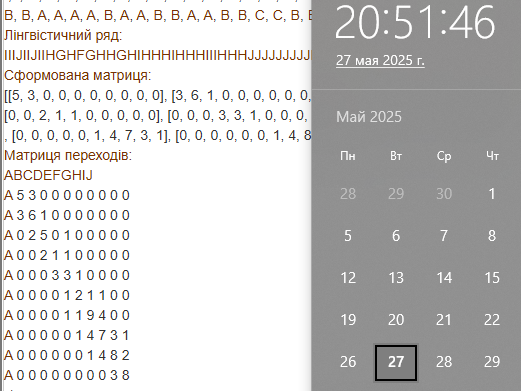 B, B, A, A, A, A, B, A, A, B, B, A, A, B, B, C, C, B,
Лінгвістичний ряд:
IIIJIIJIIHGHFGHHGHIHHHIHHHIIIHHHJJJJJJJJJ
Сформована матриця:
[[5, 3, 0, 0, 0, 0, 0, 0, 0, 0], [3, 6, 1, 0, 0, 0, 0, 0, 0,
[0, 0, 2, 1, 1, 0, 0, 0, 0, 0], [0, 0, 0, 3, 3, 1, 0, 0, 0,
, [0, 0, 0, 0, 0, 1, 4, 7, 3, 1], [0, 0, 0, 0, 0, 0, 1, 4, 8
Матриця переходів:
ABCDEFGHIJ
A 5 3 0 0 0 0 0 0 0 0
A 3 6 1 0 0 0 0 0 0 0
A 0 2 5 0 1 0 0 0 0 0
A 0 0 2 1 1 0 0 0 0 0
A 0 0 0 3 3 1 0 0 0 0
A 0 0 0 0 1 2 1 1 0 0
A 0 0 0 0 1 1 9 4 0 0
A 0 0 0 0 0 1 4 7 3 1
A 0 0 0 0 0 0 1 4 8 2
A 0 0 0 0 0 0 0 0 3 8
20:51:46
27 мая 2025 г.
Май 2025
Пн Вт Ср Чт
28 29 30 1
5 6 7 8
12 13 14 15
19 20 21 22
26 27 28 29